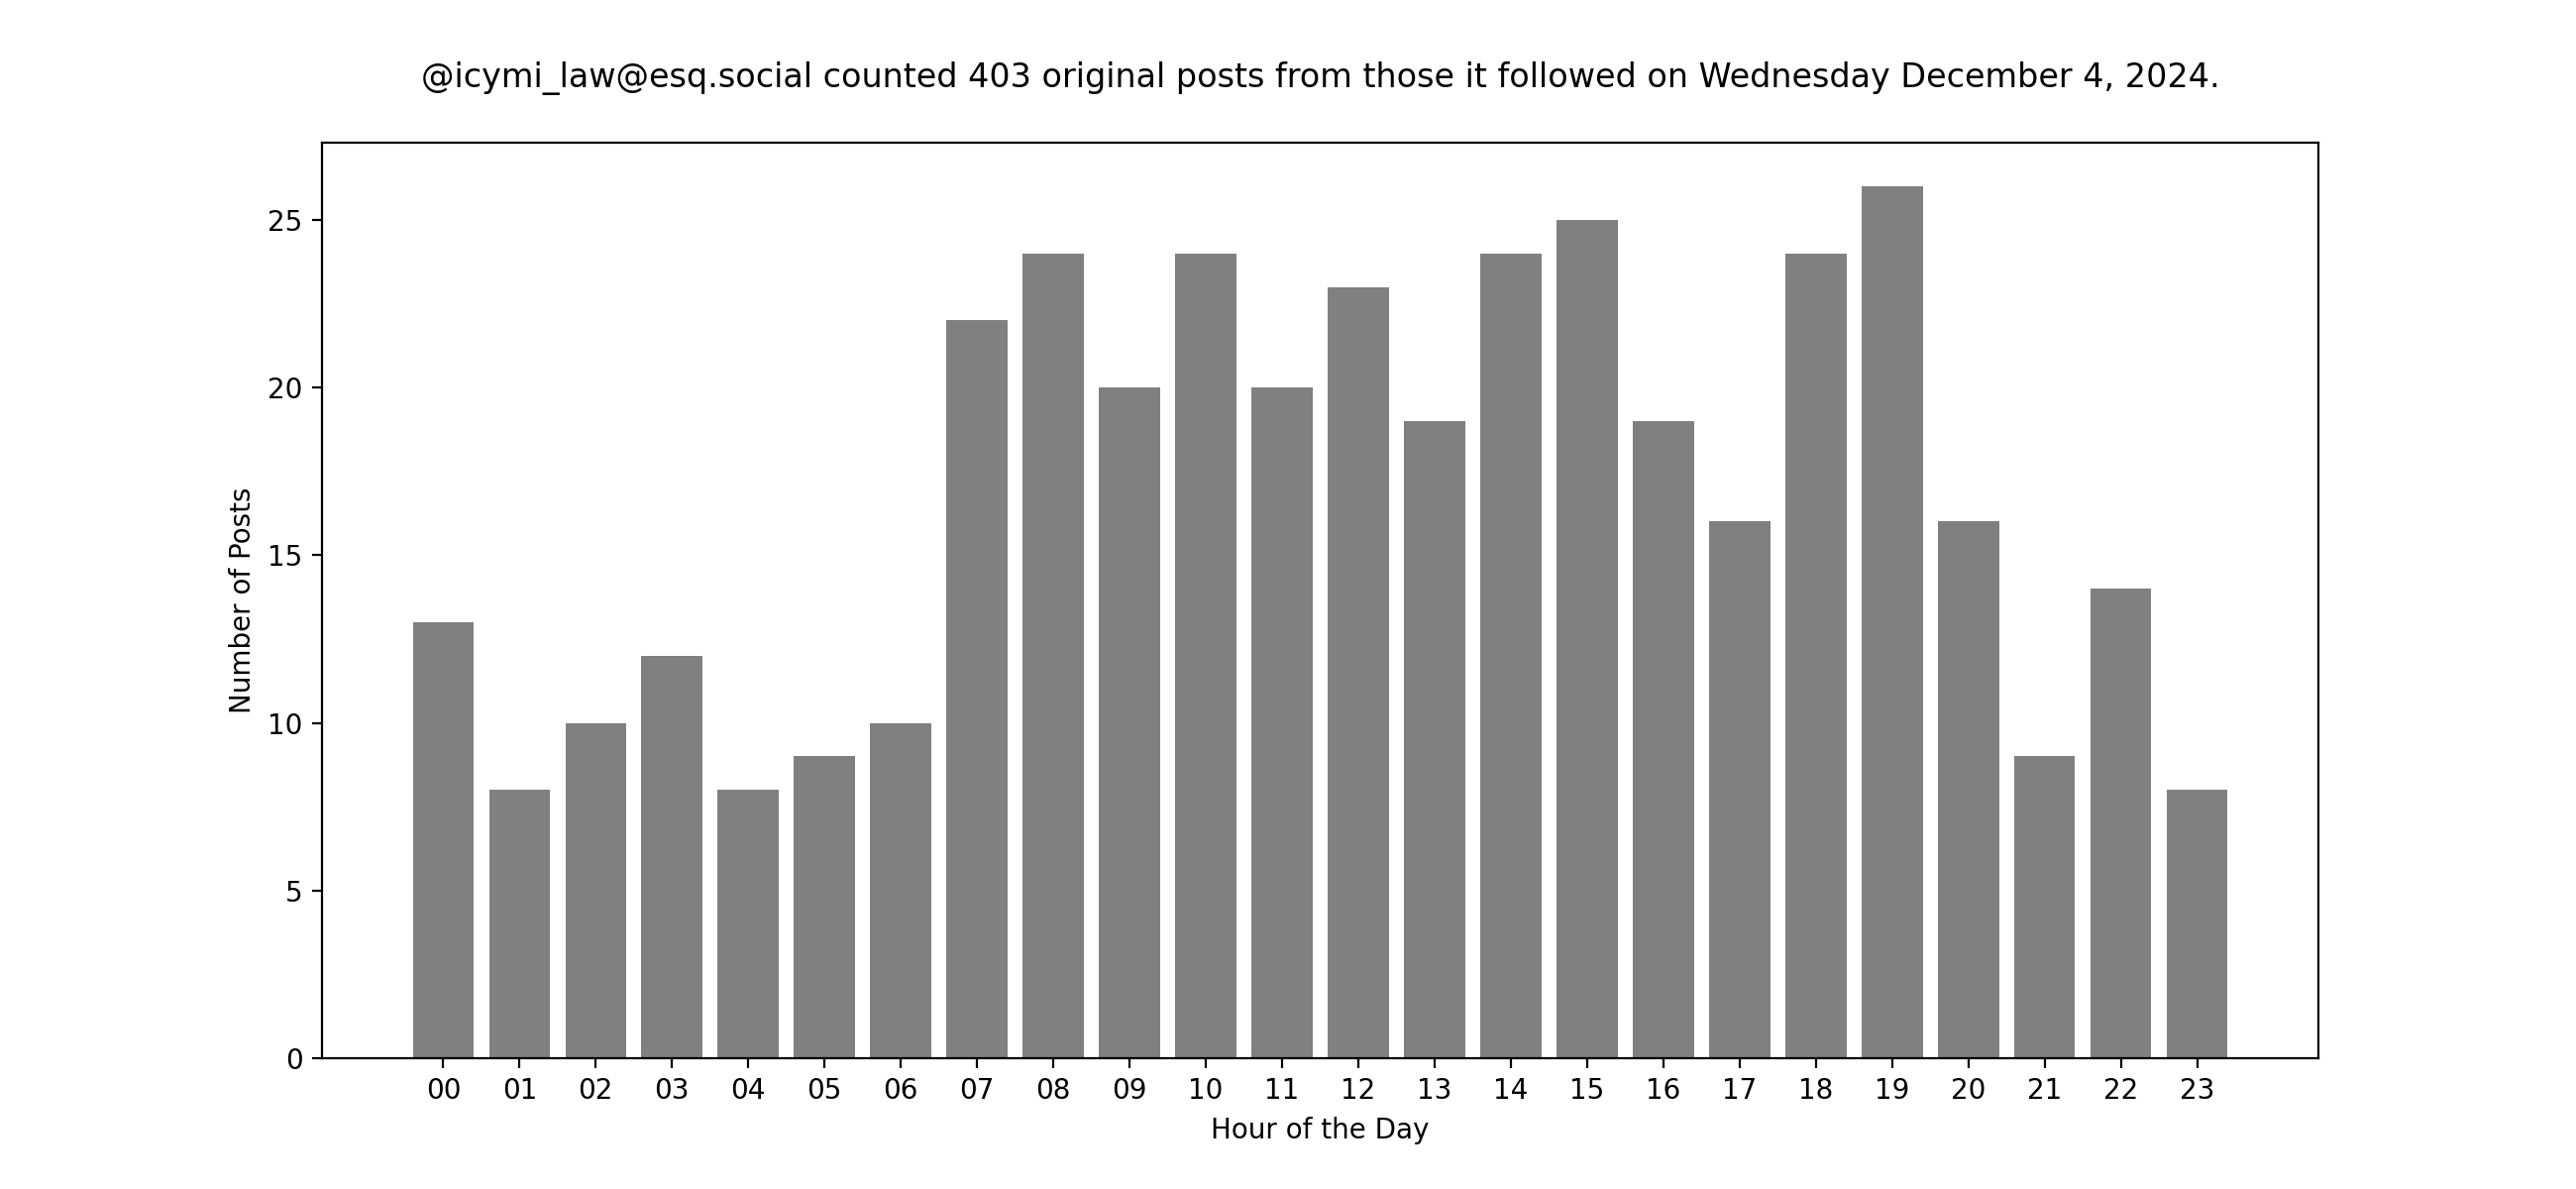 @icymi_law@esq.social counted 403 original posts from those it followed on Wednesday December 4, 2024.
25
20
15
10
5
0
Number of Posts
00 01 02 03 04 05 06 07 08 09 10 11 12 13 14 15 16 17 18 19 20 21 22 23
Hour of the Day